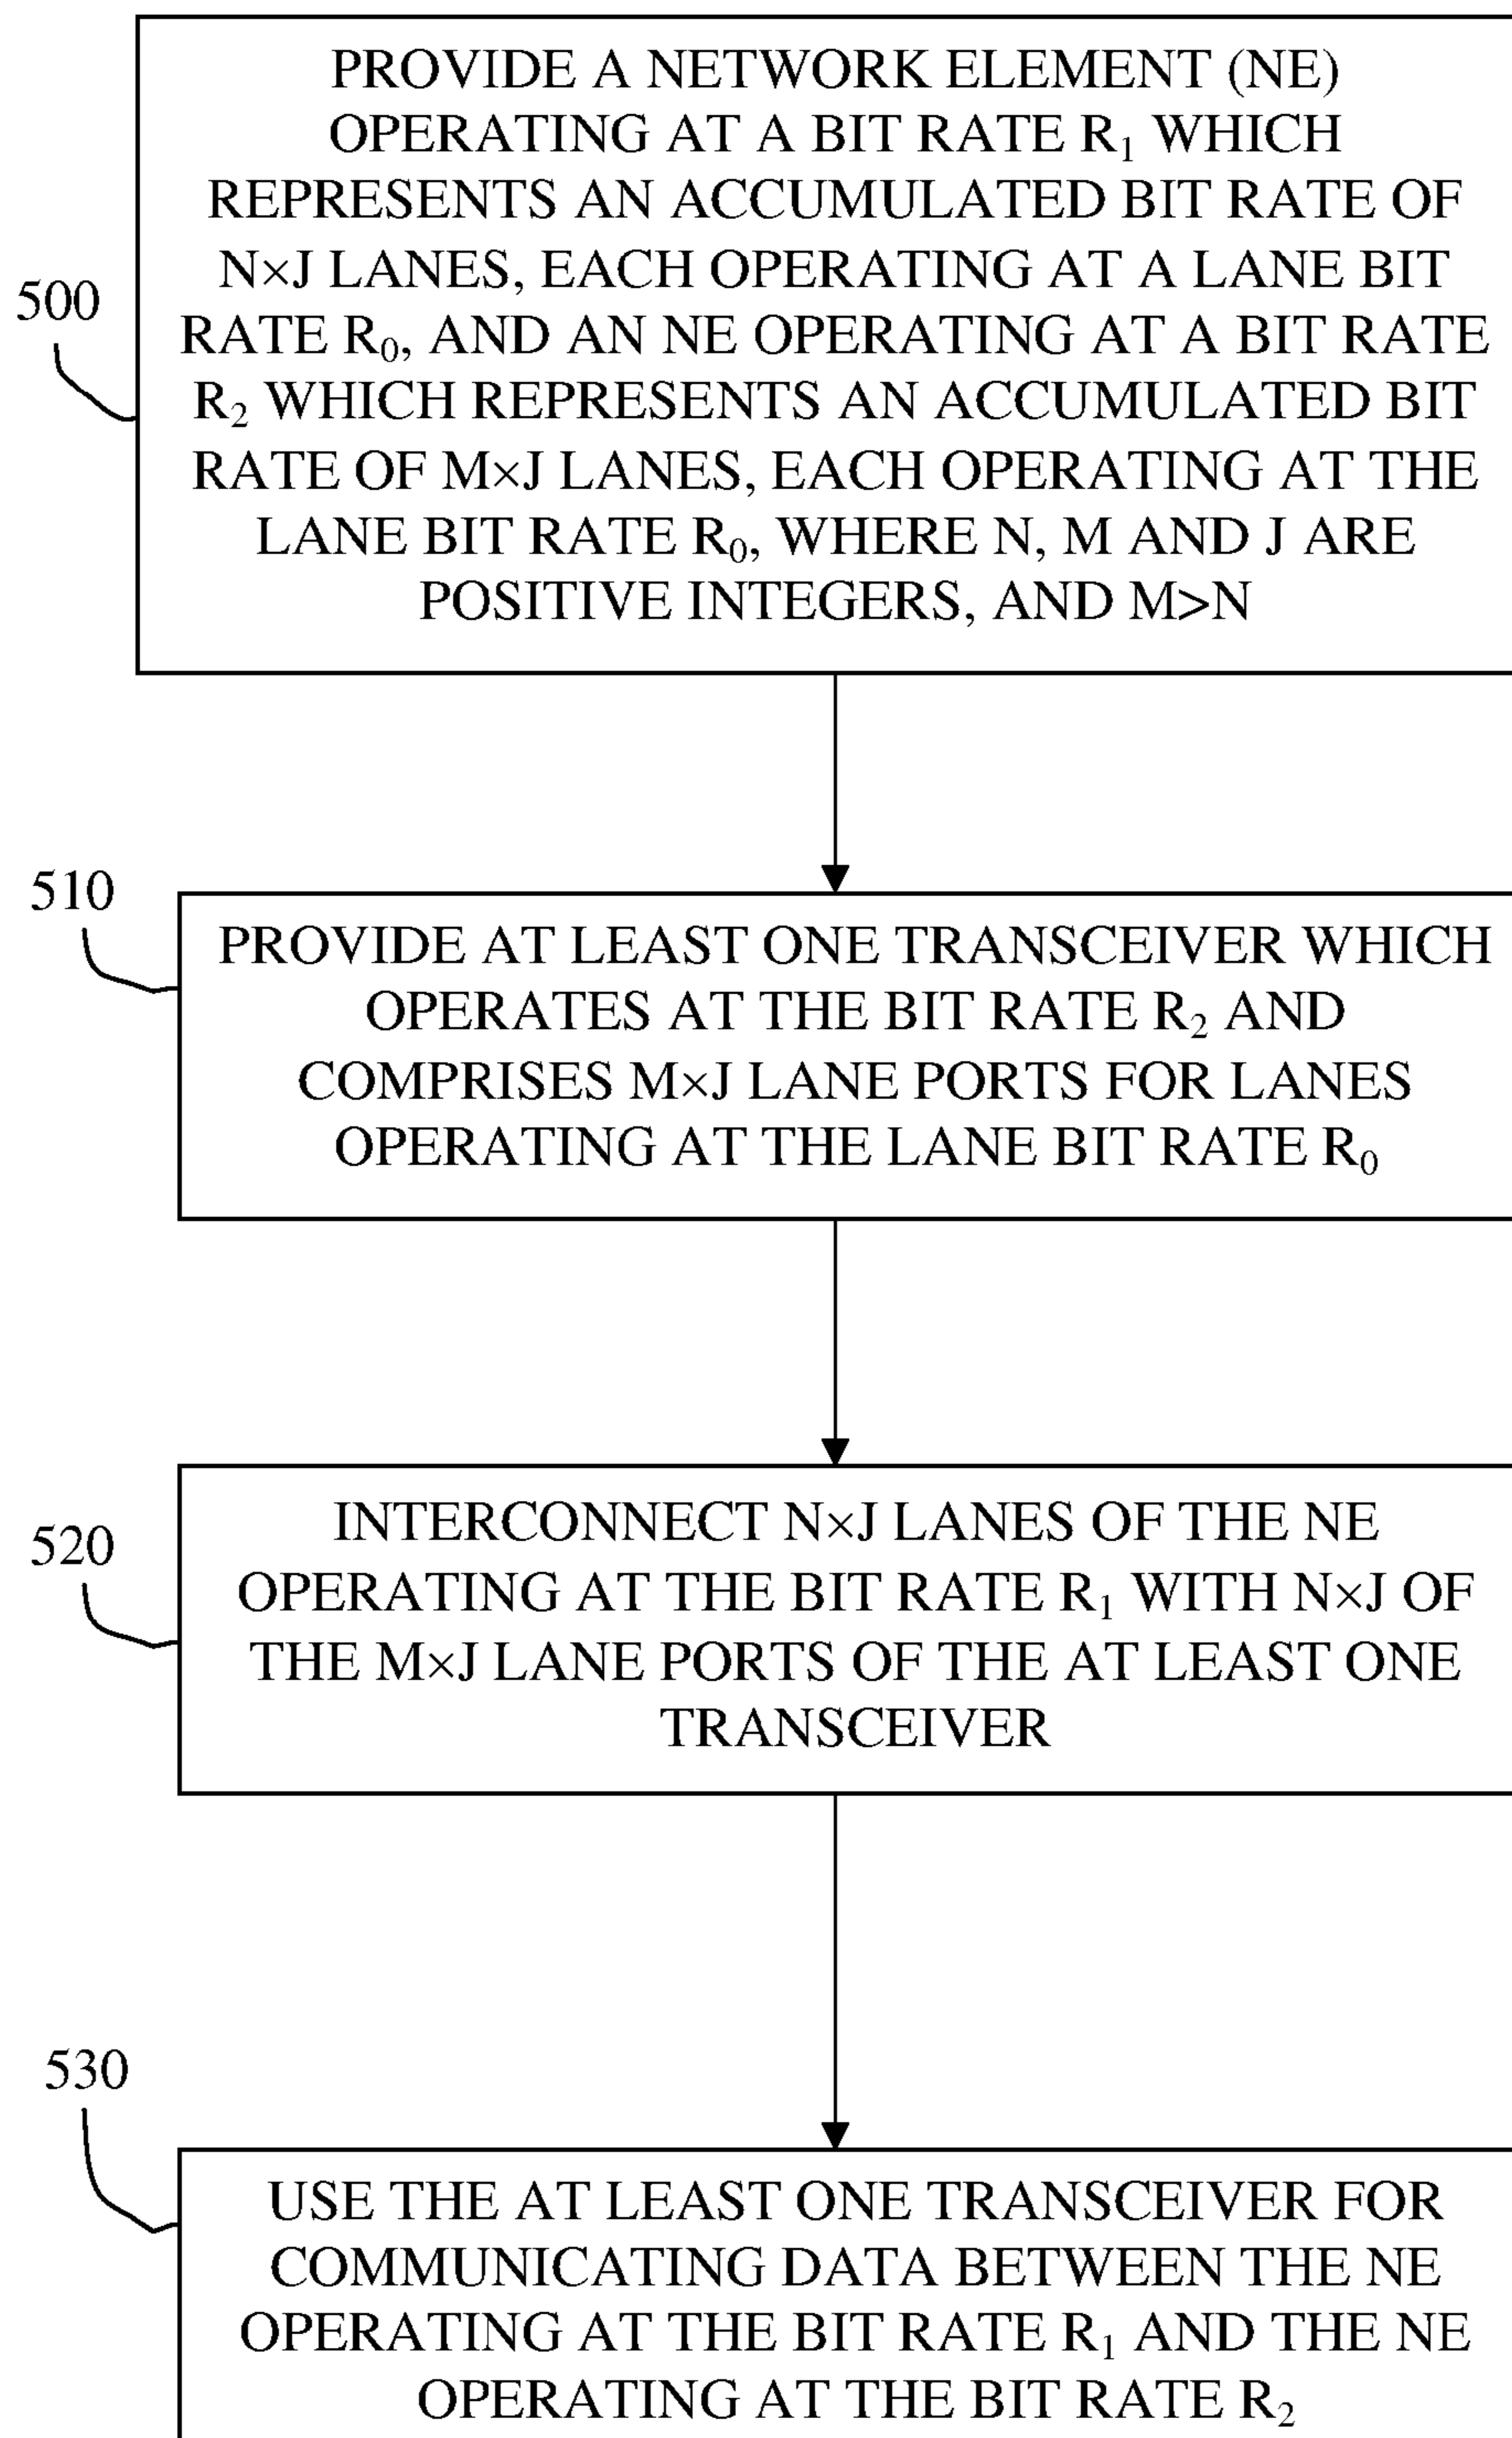 PROVIDE A NETWORK ELEMENT (NE)
OPERATING AT A BIT RATE R₁ WHICH
REPRESENTS AN ACCUMULATED BIT RATE OF
N×J LANES, EACH OPERATING AT A LANE BIT
RATE R₀, AND AN NE OPERATING AT A BIT RATE
R₂ WHICH REPRESENTS AN ACCUMULATED BIT
RATE OF M×J LANES, EACH OPERATING AT THE
LANE BIT RATE R₀, WHERE N, M AND J ARE
POSITIVE INTEGERS, AND M>N
500
510
PROVIDE AT LEAST ONE TRANSCEIVER WHICH
OPERATES AT THE BIT RATE R₂ AND
COMPRISES M×J LANE PORTS FOR LANES
OPERATING AT THE LANE BIT RATE R₀
520
INTERCONNECT N×J LANES OF THE NE
OPERATING AT THE BIT RATE R₁ WITH N×J OF
THE M×J LANE PORTS OF THE AT LEAST ONE
TRANSCEIVER
530
USE THE AT LEAST ONE TRANSCEIVER FOR
COMMUNICATING DATA BETWEEN THE NE
OPERATING AT THE BIT RATE R₁ AND THE NE
OPERATING AT THE BIT RATE R₂